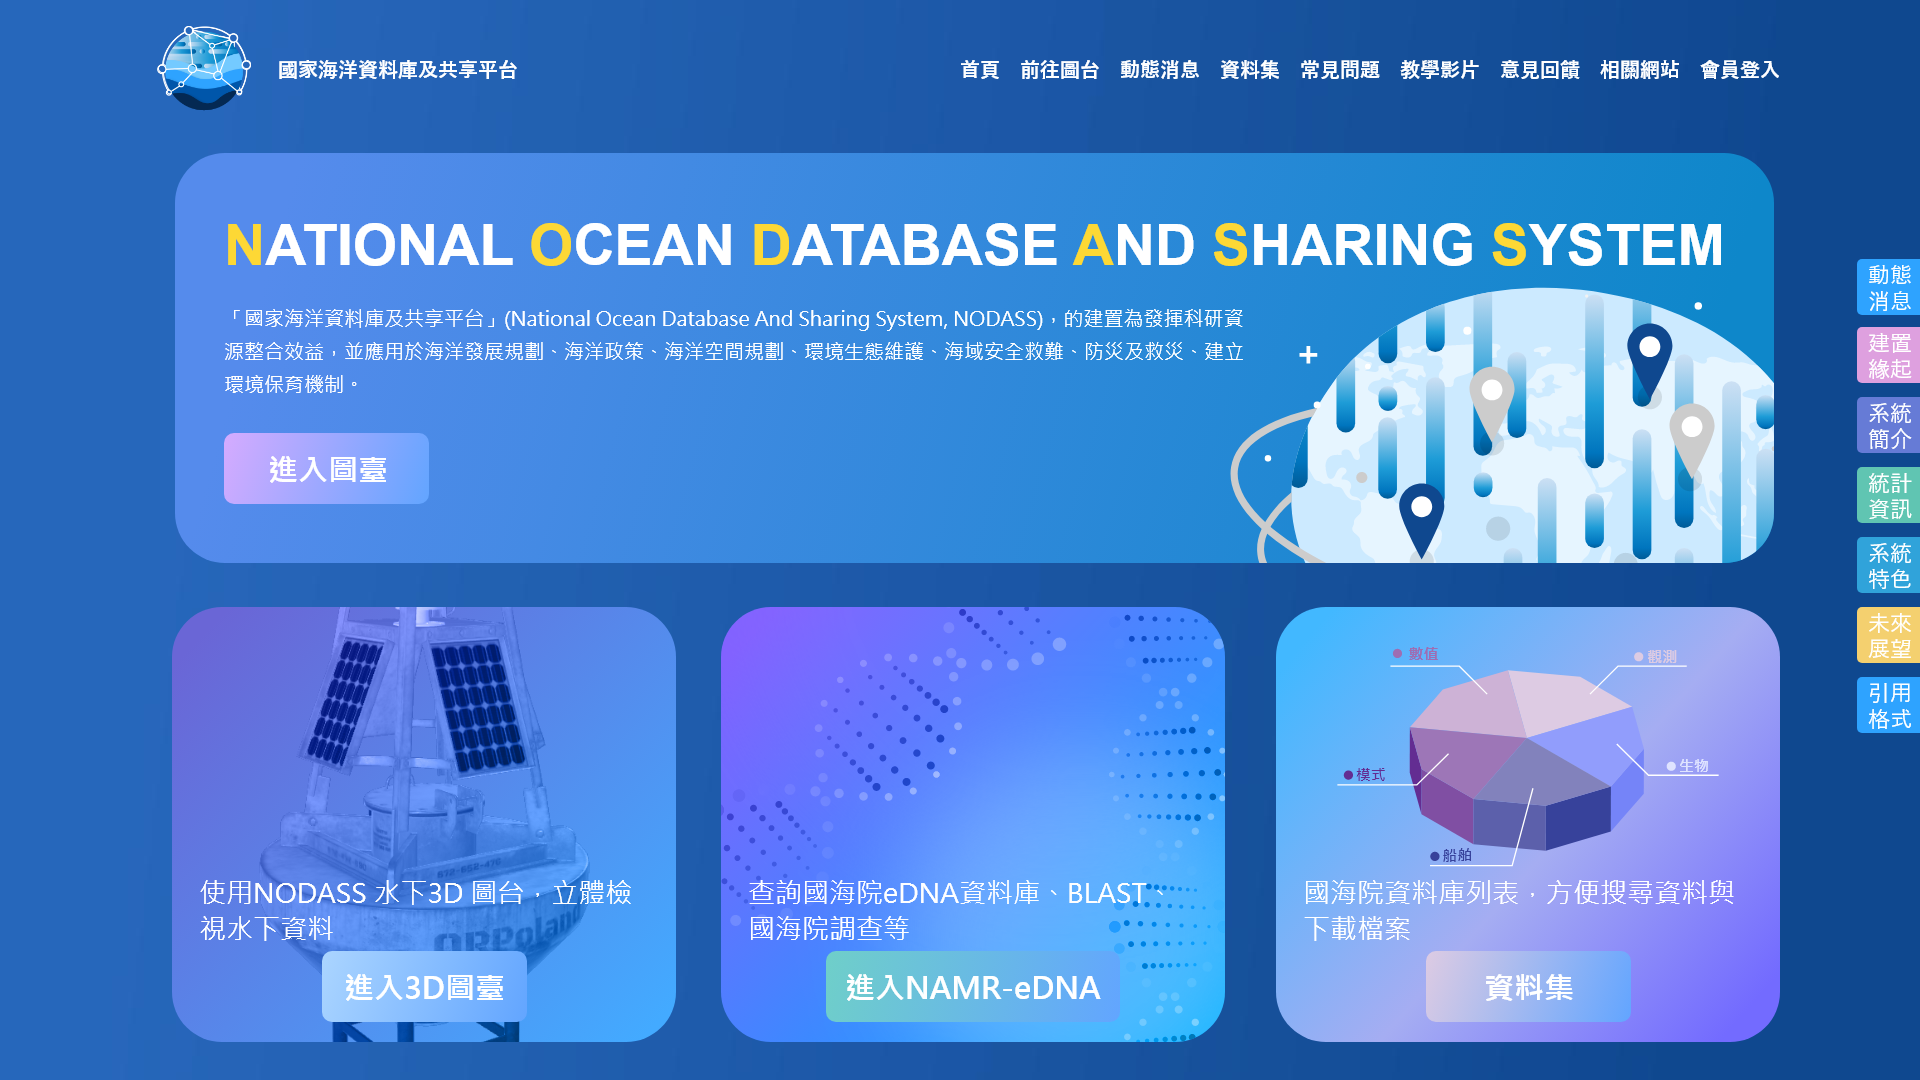 國家海洋資料庫及共享平台
首頁 前往圖台 動態消息 資料集 常見問題 教學影片 意見回饋 相關網站 會員登入
NATIONAL OCEAN DATABASE AND SHARING SYSTEM
「國家海洋資料庫及共享平台」(National Ocean Database And Sharing System, NODASS)，的建置為發揮科研資
源整合效益，並應用於海洋發展規劃、海洋政策、海洋空間規劃、環境生態維護、海域安全救難、防災及救災、建立
環境保育機制。
進入圖臺
動態
消息
建置
緣起
系統
簡介
統計
資訊
系統
特色
未來
展望
引用
格式
使用NODASS 水下3D 圖台，立體檢
視水下資料
進入3D圖臺
查詢國海院eDNA資料庫、BLAST、
國海院調查等
進入NAMR-eDNA
數值
觀測
模式
生物
船舶
國海院資料庫列表，方便搜尋資料與
下載檔案
資料集